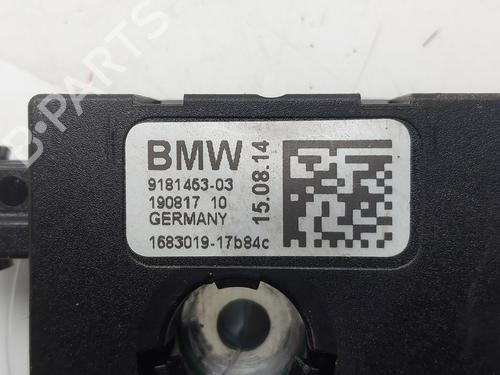 B-PARTS
BMW
9181453-03
190817 10
GERMANY
1683019-17b84c
15.08.14